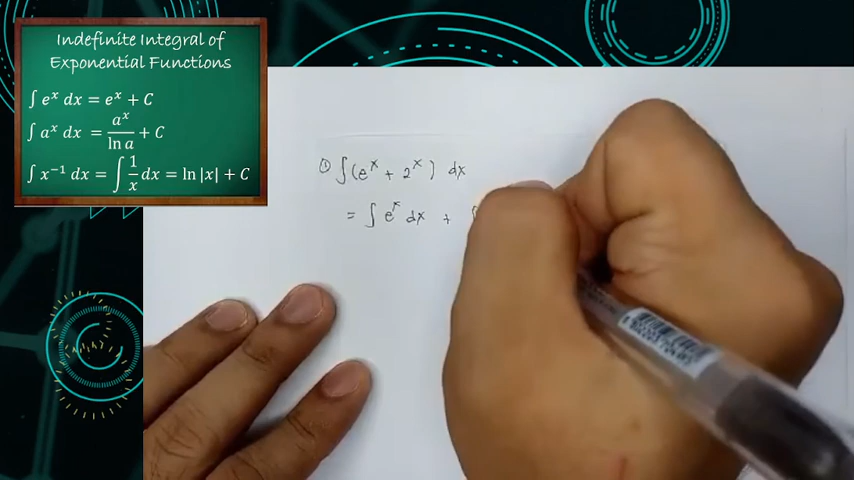 Indefinite Integral of
Exponential Functions
∫ eˣ dx = eˣ + C
∫ aˣ dx = aˣ/ln a + C
∫ x⁻¹ dx = ∫ 1/x dx = ln |x| + C
① ∫(eˣ + 2ˣ) dx
= ∫ eˣ dx + ∫